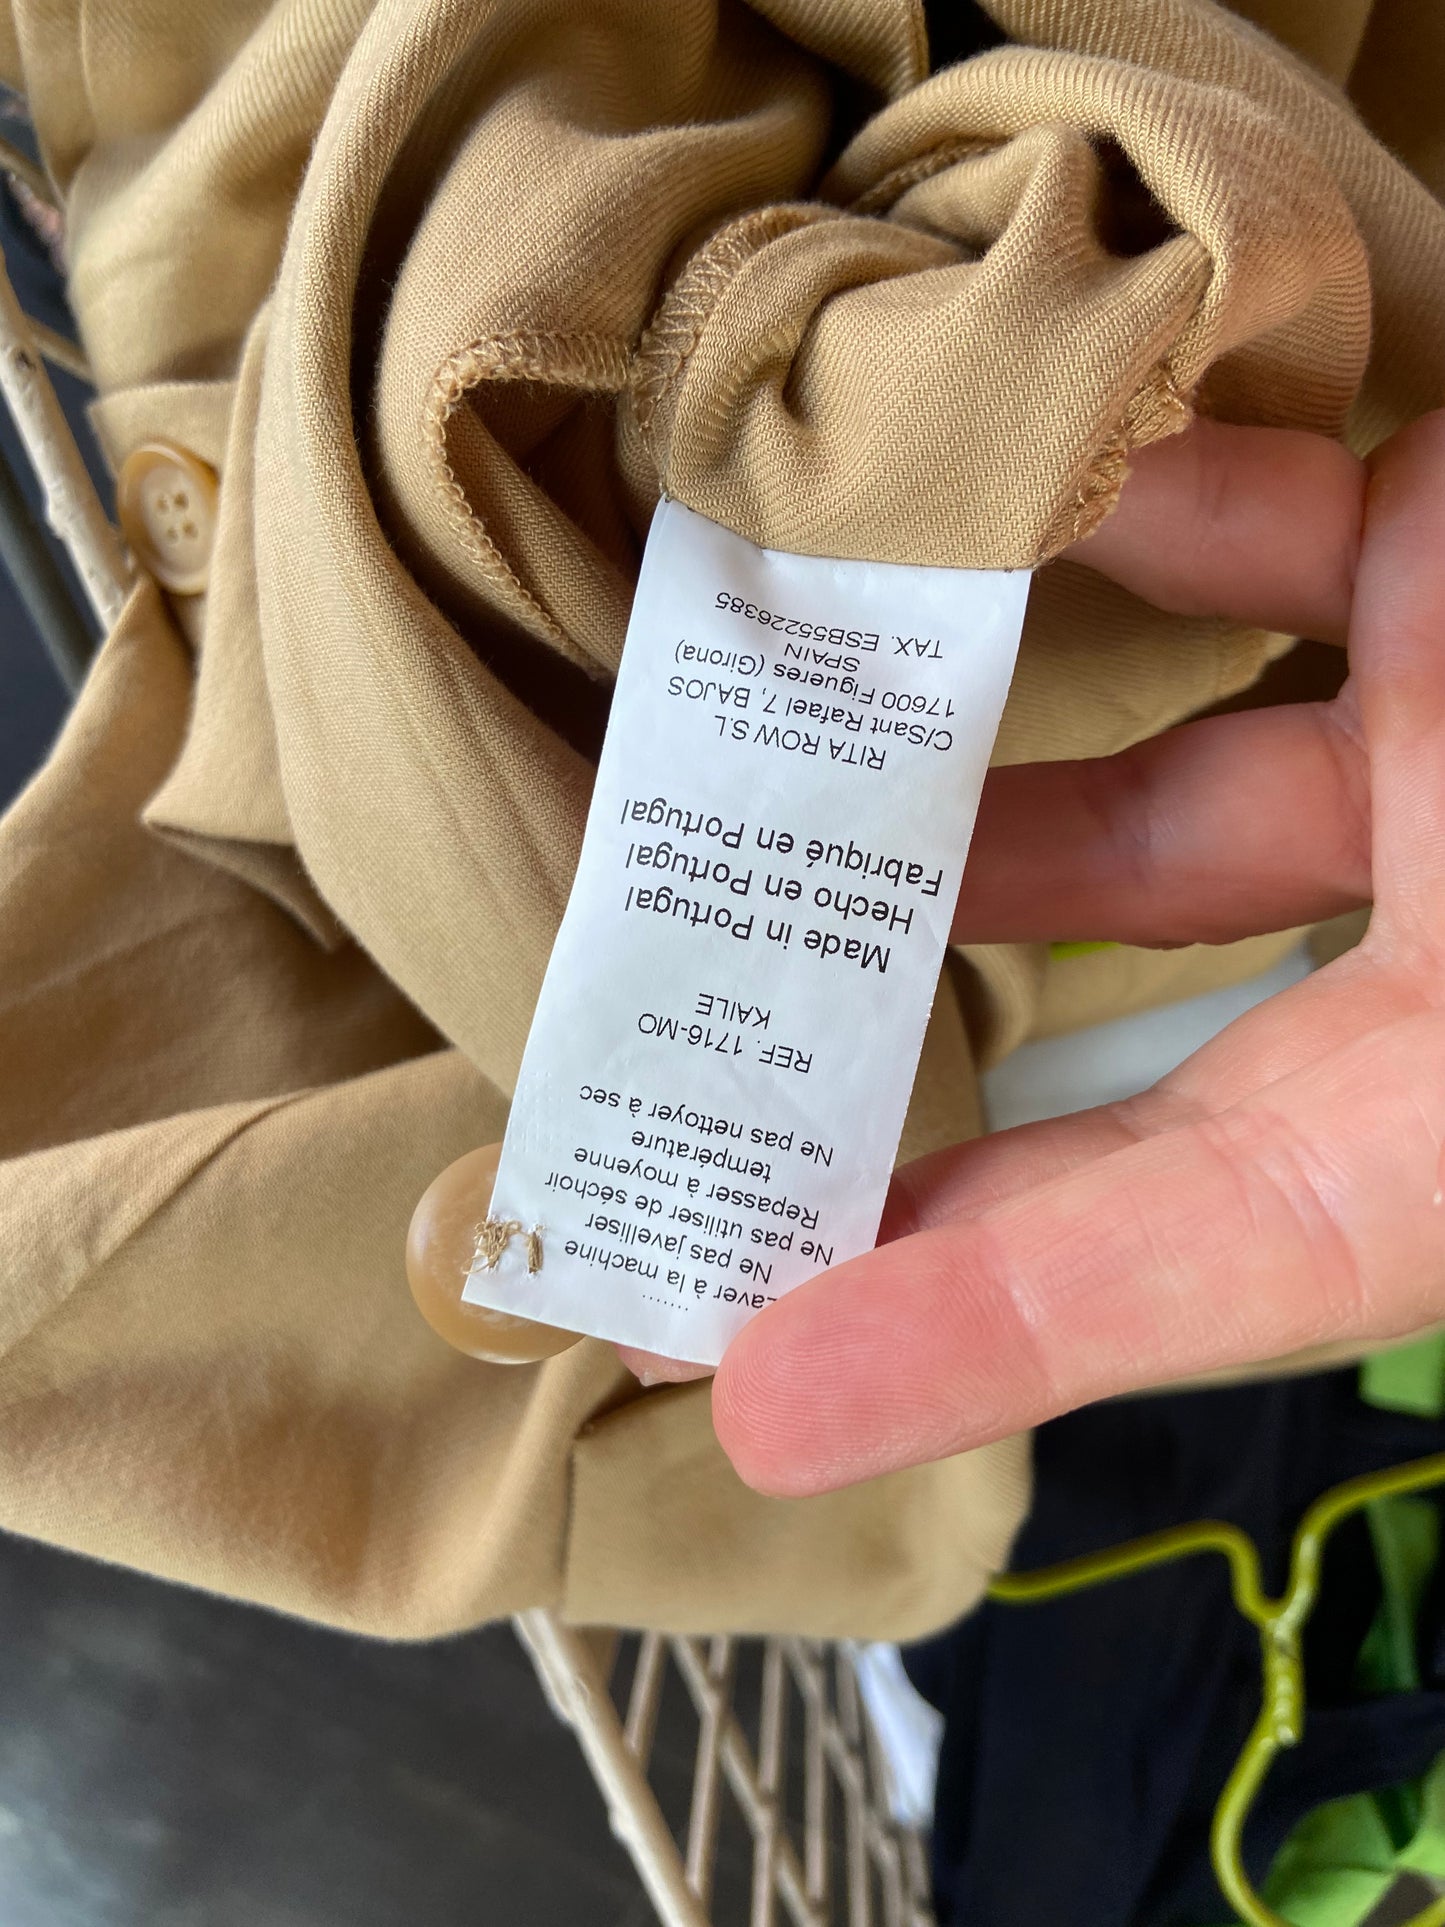 .......
Laver à la machine
Ne pas javelliser
Ne pas utiliser de séchoir
Repasser à moyenne
température
Ne pas nettoyer à sec
REF. 1716-MO
KAILE
Made in Portugal
Hecho en Portugal
Fabriqué en Portugal
RITA ROW S.L
C/Sant Rafael 7, BAJOS
17600 Figueres (Girona)
SPAIN
TAX. ESB55226385